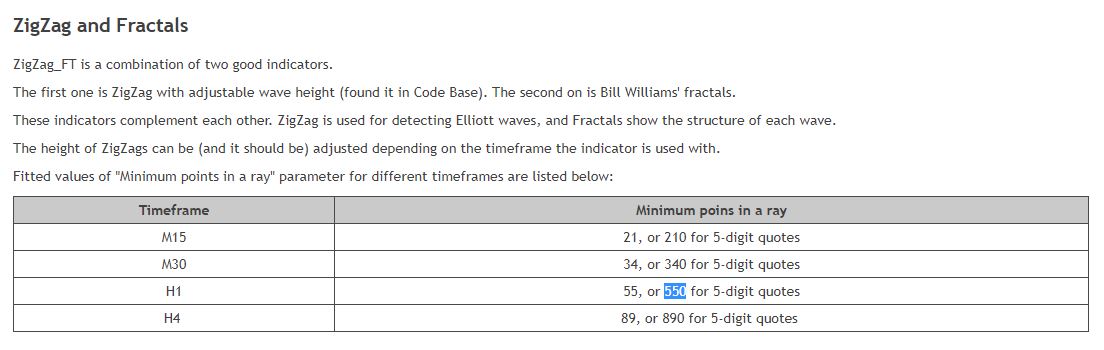 ZigZag and Fractals
ZigZag_FT is a combination of two good indicators.
The first one is ZigZag with adjustable wave height (found it in Code Base). The second on is Bill Williams' fractals.
These indicators complement each other. ZigZag is used for detecting Elliott waves, and Fractals show the structure of each wave.
The height of ZigZags can be (and it should be) adjusted depending on the timeframe the indicator is used with.
Fitted values of "Minimum points in a ray" parameter for different timeframes are listed below:
Timeframe Minimum poins in a ray
M15 21, or 210 for 5-digit quotes
M30 34, or 340 for 5-digit quotes
H1 55, or 550 for 5-digit quotes
H4 89, or 890 for 5-digit quotes